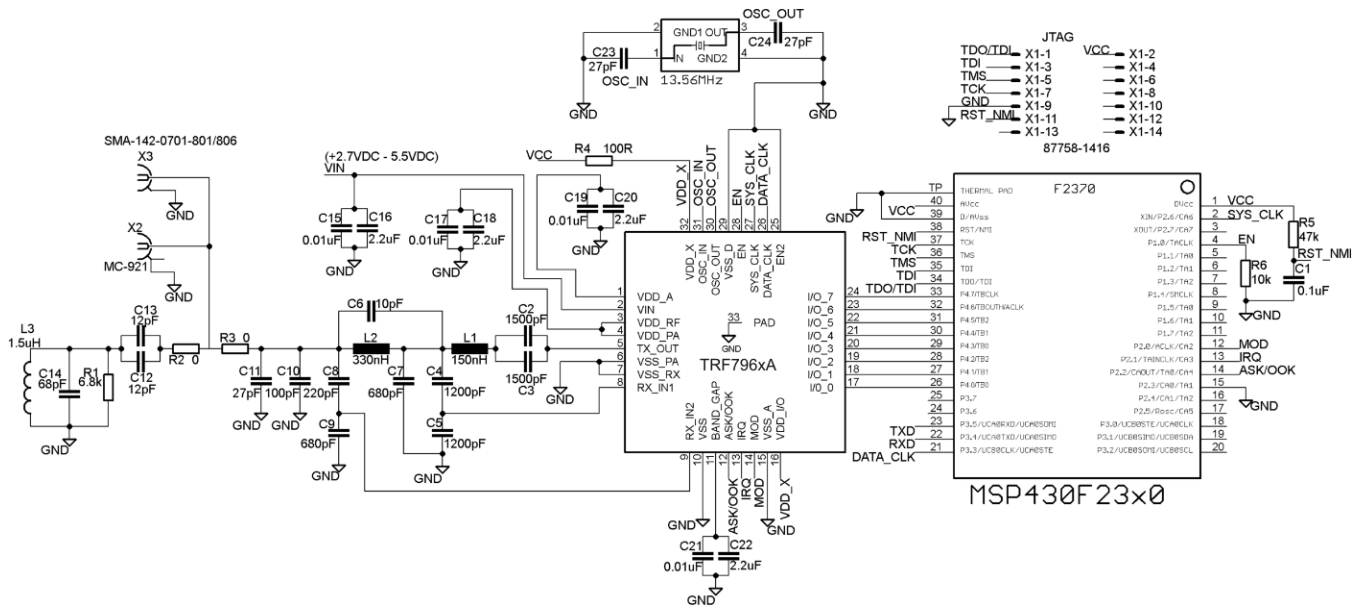 OSC_OUT
2
GND1 OUT
3
C23
1
IN
GND2
4
C24
27pF
27pF
13.56MHz
OSC_IN
GND
GND
JTAG
TDO/TDI
X1-1
VCC
X1-2
TDI
X1-3
X1-4
TMS
X1-5
X1-6
TCK
X1-7
X1-8
GND
X1-9
X1-10
RST_NMI
X1-11
X1-12
X1-13
X1-14
GND
87758-1416
SMA-142-0701-801/806
X3
GND
X2
MC-921
GND
(+2.7VDC - 5.5VDC)
VIN
VCC
R4
100R
C15
C16
0.01uF
2.2uF
GND
C17
C18
0.01uF
2.2uF
GND
C19
C20
0.01uF
2.2uF
GND
VDD_X
OSC_IN
OSC_OUT
EN
SYS_CLK
DATA_CLK
32
31
30
29
28
27
26
25
VDD_X
OSC_IN
OSC_OUT
VSS_D
EN
SYS_CLK
DATA_CLK
EN2
1
VDD_A
2
VIN
3
VDD_RF
4
VDD_PA
5
TX_OUT
6
VSS_PA
7
VSS_RX
8
RX_IN1
33
PAD
GND
TRF796xA
I/O_7
24
I/O_6
23
I/O_5
22
I/O_4
21
I/O_3
20
I/O_2
19
I/O_1
18
I/O_0
17
RX_IN2
VSS
BAND_GAP
ASK/OOK
IRQ
MOD
VSS_A
VDD_I/O
9
10
11
12
13
14
15
16
ASK/OOK
IRQ
MOD
VDD_X
GND
GND
C21
C22
0.01uF
2.2uF
GND
L3
1.5uH
C14
68pF
R1
6.8k
GND
C13
12pF
C12
12pF
R2 0
R3 0
C11
27pF
GND
C10
100pF
GND
C6
10pF
L2
330nH
C8
220pF
C9
680pF
GND
C7
680pF
L1
150nH
C4
1200pF
C5
1200pF
GND
C2
1500pF
1500pF
C3
GND
TP
THERMAL PAD
F2370
40
AVcc
VCC
39
D/AVss
RST_NMI
38
RST/NMI
TCK
37
TCK
TMS
36
TMS
TDI
35
TDI
TDO/TDI
34
TDO/TDI
33
P4.7/TBCLK
32
P4.6/TBOUTH/ACLK
31
P4.5/TB2
30
P4.4/TB1
29
P4.3/TB0
28
P4.2/TB2
27
P4.1/TB1
26
P4.0/TB0
25
P3.7
24
P3.6
TXD
23
P3.5/UCA0RXD/UCA0SOMI
RXD
22
P3.4/UCA0TXD/UCA0SIMO
DATA_CLK
21
P3.3/UCB0CLK/UCA0STE
GND
DVcc
1
VCC
XIN/P2.6/CA6
2
SYS_CLK
XOUT/P2.7/CA7
3
P1.0/TACLK
4
EN
P1.1/TA0
5
P1.2/TA1
6
P1.3/TA2
7
P1.4/SMCLK
8
P1.5/TA0
9
P1.6/TA1
10
P1.7/TA2
11
P2.0/ACLK/CA2
12
MOD
P2.1/TAINCLK/CA3
13
IRQ
P2.2/CAOUT/TA0/CA4
14
ASK/OOK
P2.3/CA0/TA1
15
P2.4/CA1/TA2
16
P2.5/Rosc/CA5
17
P3.0/UCB0STE/UCA0CLK
18
P3.1/UCB0SIMO/UCB0SDA
19
P3.2/UCB0SOMI/UCB0SCL
20
R5
47k
RST_NMI
R6
10k
C1
0.1uF
GND
GND
MSP430F23x0